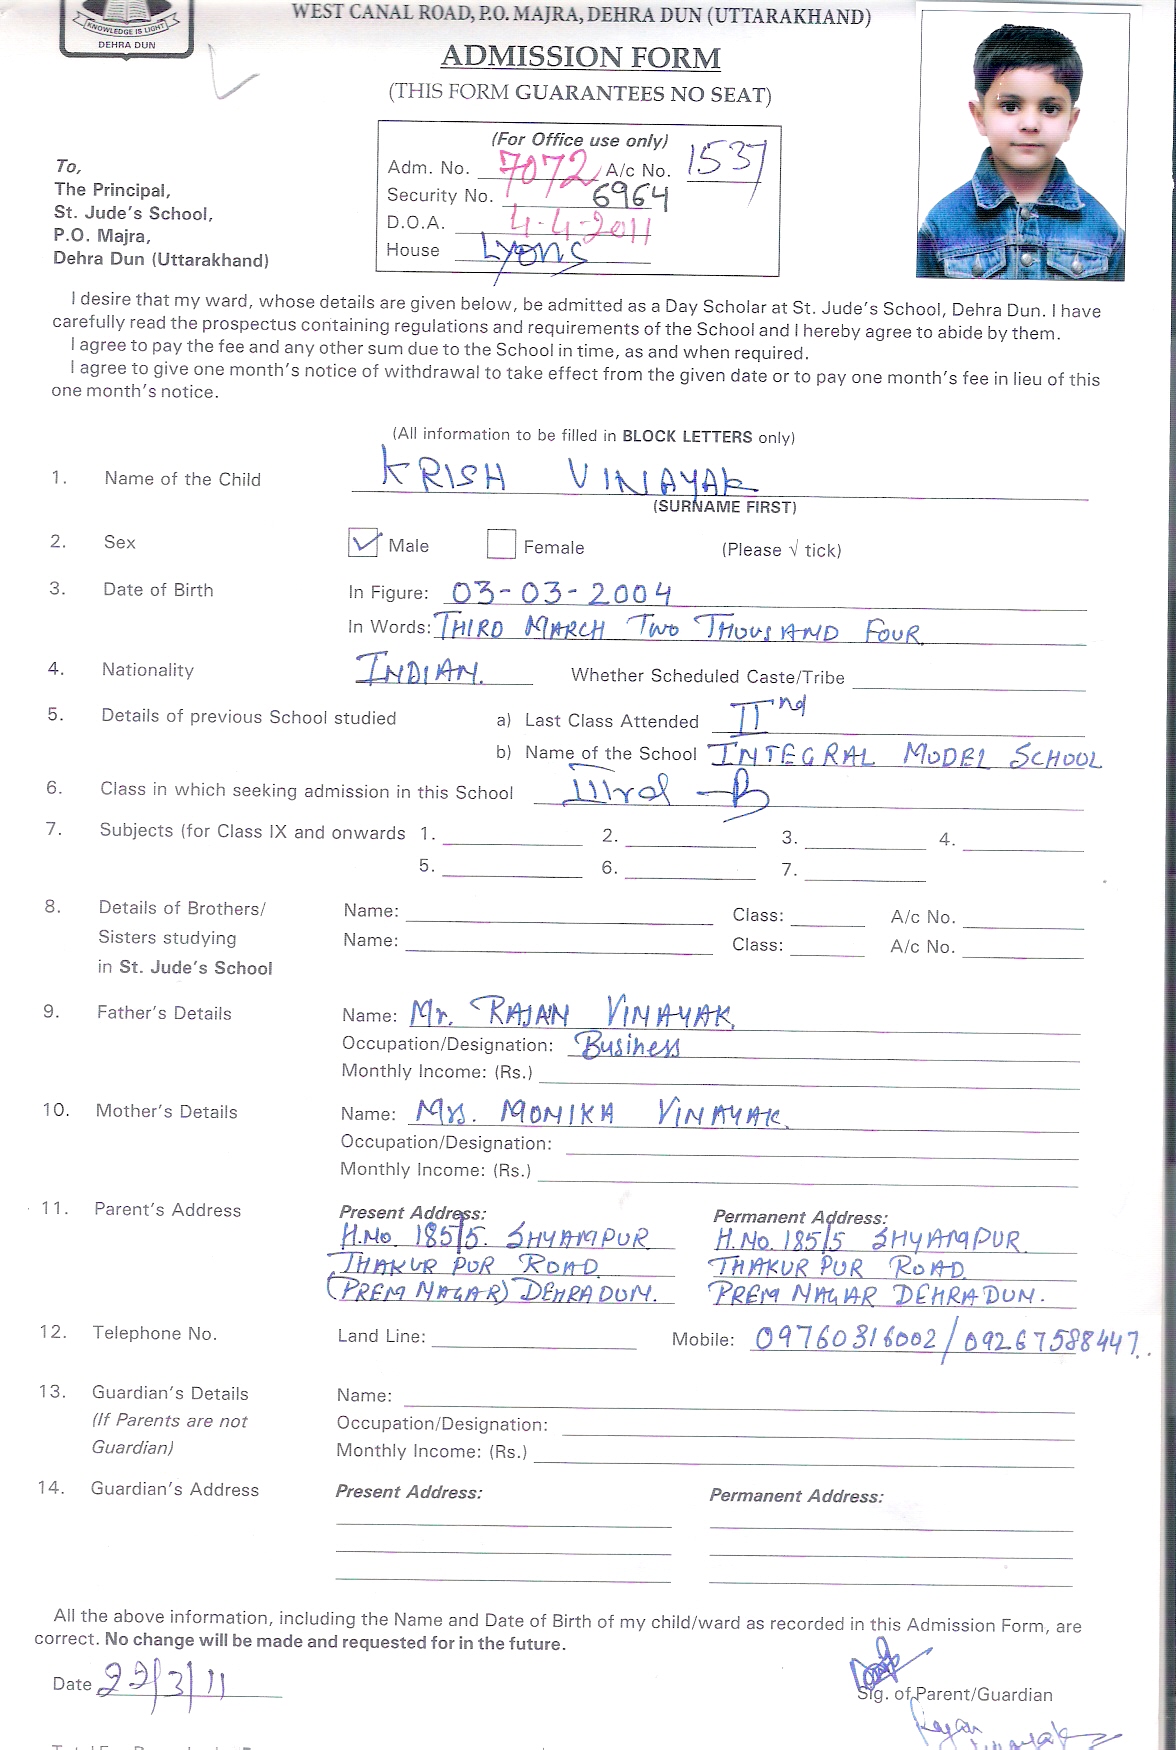 KNOWLEDGE IS LIGHT
DEHRA DUN
WEST CANAL ROAD, P.O. MAJRA, DEHRA DUN (UTTARAKHAND)
ADMISSION FORM
(THIS FORM GUARANTEES NO SEAT)
(For Office use only)
Adm. No. 7072 A/c No. 1537
Security No. 6964
D.O.A. 4-4-2011
House Lyons
To,
The Principal,
St. Jude's School,
P.O. Majra,
Dehra Dun (Uttarakhand)
I desire that my ward, whose details are given below, be admitted as a Day Scholar at St. Jude's School, Dehra Dun. I have
carefully read the prospectus containing regulations and requirements of the School and I hereby agree to abide by them.
I agree to pay the fee and any other sum due to the School in time, as and when required.
I agree to give one month's notice of withdrawal to take effect from the given date or to pay one month's fee in lieu of this
one month's notice.
(All information to be filled in BLOCK LETTERS only)
1. Name of the Child KRISH VINAYAK
(SURNAME FIRST)
2. Sex Male Female (Please √ tick)
3. Date of Birth In Figure: 03-03-2004
In Words: THIRD MARCH TWO THOUSAND FOUR
4. Nationality INDIAN. Whether Scheduled Caste/Tribe
5. Details of previous School studied a) Last Class Attended IInd
b) Name of the School INTEGRAL MODEL SCHOOL
6. Class in which seeking admission in this School IIIrd - B
7. Subjects (for Class IX and onwards 1. 2. 3. 4.
5. 6. 7.
8. Details of Brothers/ Name: Class: A/c No.
Sisters studying Name: Class: A/c No.
in St. Jude's School
9. Father's Details Name: Mr. RAJAN VINAYAK
Occupation/Designation: Business
Monthly Income: (Rs.)
10. Mother's Details Name: Mrs. MONIKA VINAYAK.
Occupation/Designation:
Monthly Income: (Rs.)
11. Parent's Address Present Address: Permanent Address:
H.No. 185/5. SHYAMPUR H.No. 185/5 SHYAMPUR
THAKUR PUR ROAD THAKUR PUR ROAD
(PREM NAGAR) DEHRADUN. PREM NAGAR DEHRADUN.
12. Telephone No. Land Line: Mobile: 09760316002/09267588447.
13. Guardian's Details Name:
(If Parents are not Occupation/Designation:
Guardian) Monthly Income: (Rs.)
14. Guardian's Address Present Address: Permanent Address:
All the above information, including the Name and Date of Birth of my child/ward as recorded in this Admission Form, are
correct. No change will be made and requested for in the future.
Date 22/3/11
Sig. of Parent/Guardian
Rajan
Vinayak